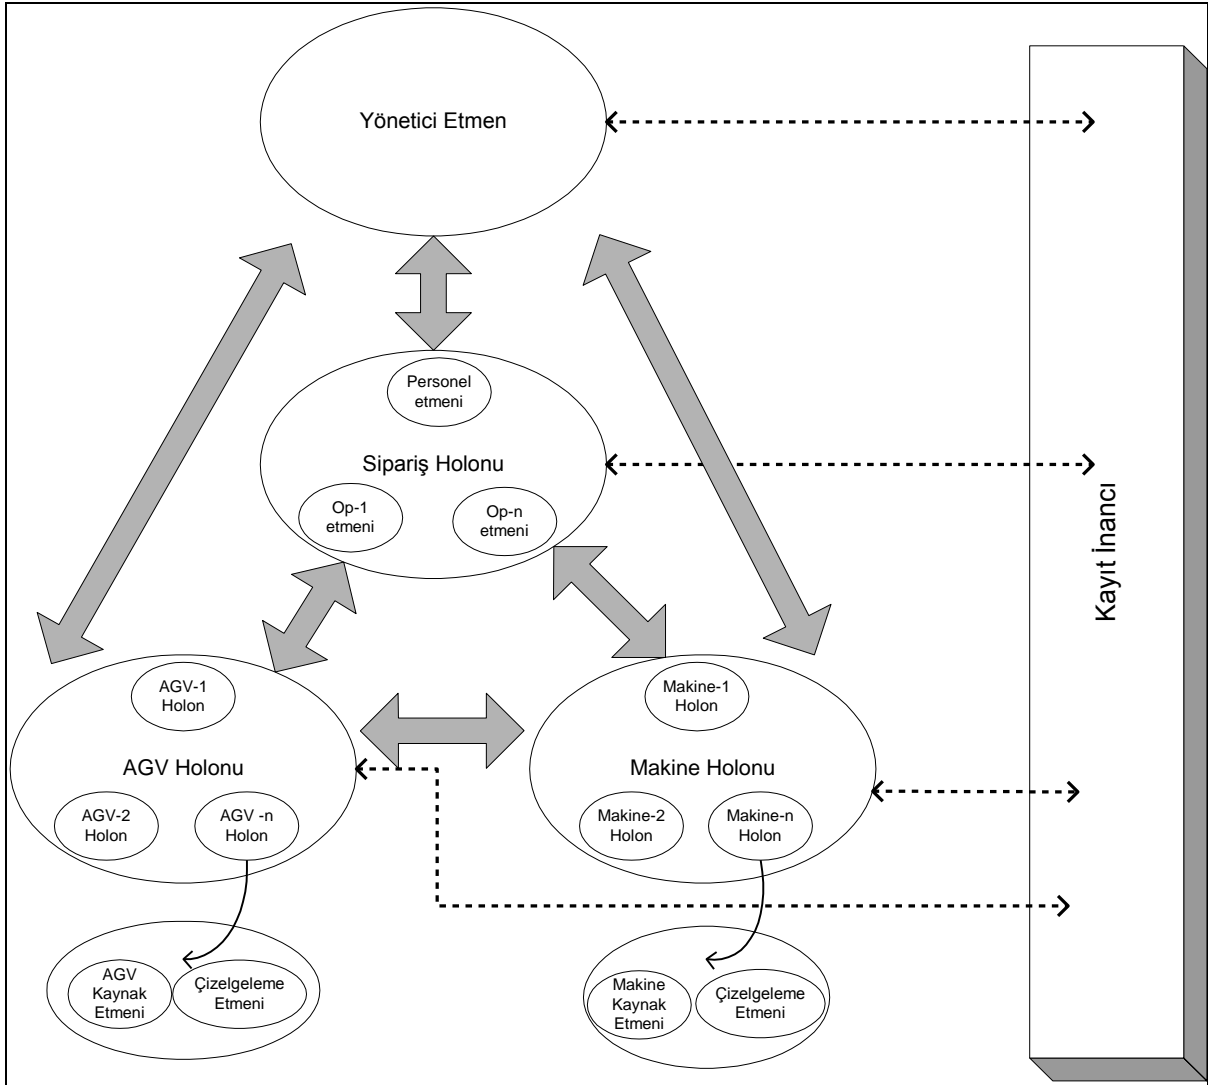 Yönetici Etmen
Personel
etmeni
Sipariş Holonu
Op-1
etmeni
Op-n
etmeni
Kayıt İnancı
AGV-1
Holon
AGV Holonu
AGV-2
Holon
AGV -n
Holon
Makine-1
Holon
Makine Holonu
Makine-2
Holon
Makine-n
Holon
AGV
Kaynak
Etmeni
Çizelgeleme
Etmeni
Makine
Kaynak
Etmeni
Çizelgeleme
Etmeni